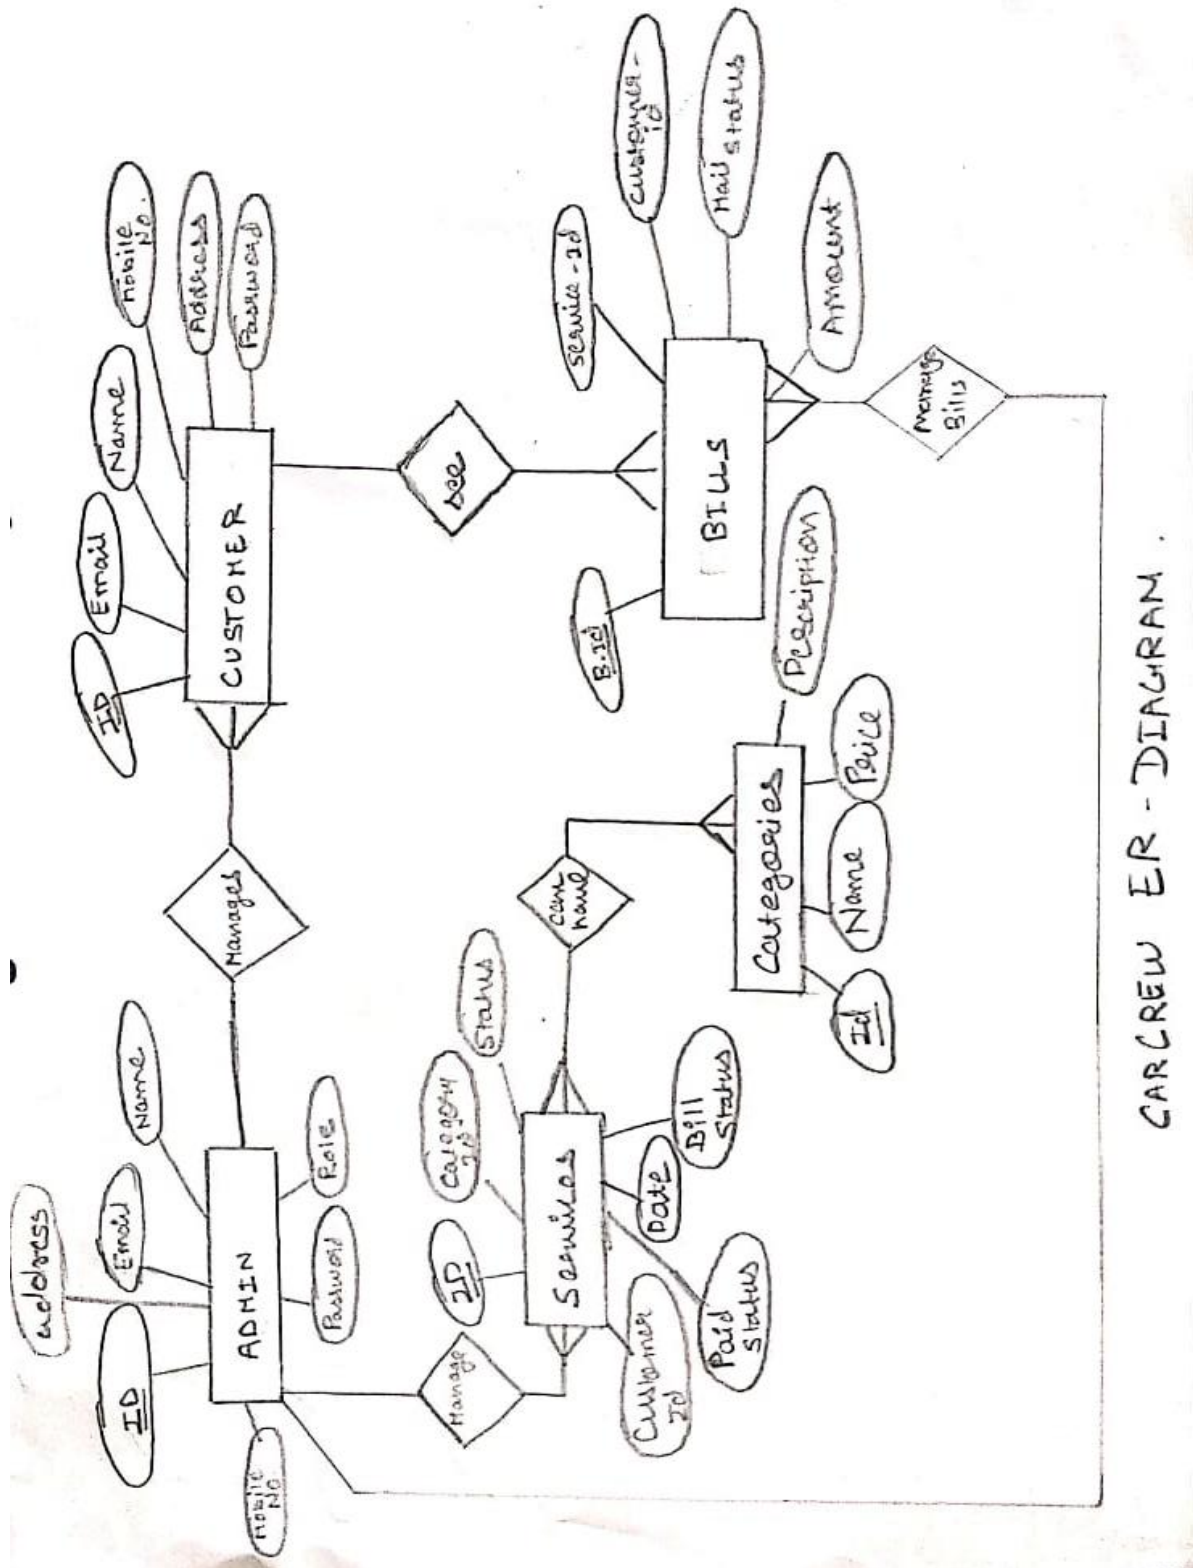 address
ID
Email
Name
Mobile
No
ADMIN
Password
Role
Manages
ID
Email
Name
Mobile
No.
Address
Password
CUSTOMER
See
Manage
ID
Category
Id
Status
Services
Customer
Id
Paid
Status
Date
Bill
Status
can
have
Categories
Id
Name
Price
Description
B.Id
Service-Id
Customer-
id
Mail
Status
Amount
BILLS
Manage
Bills
CARCREW ER-DIAGRAM.